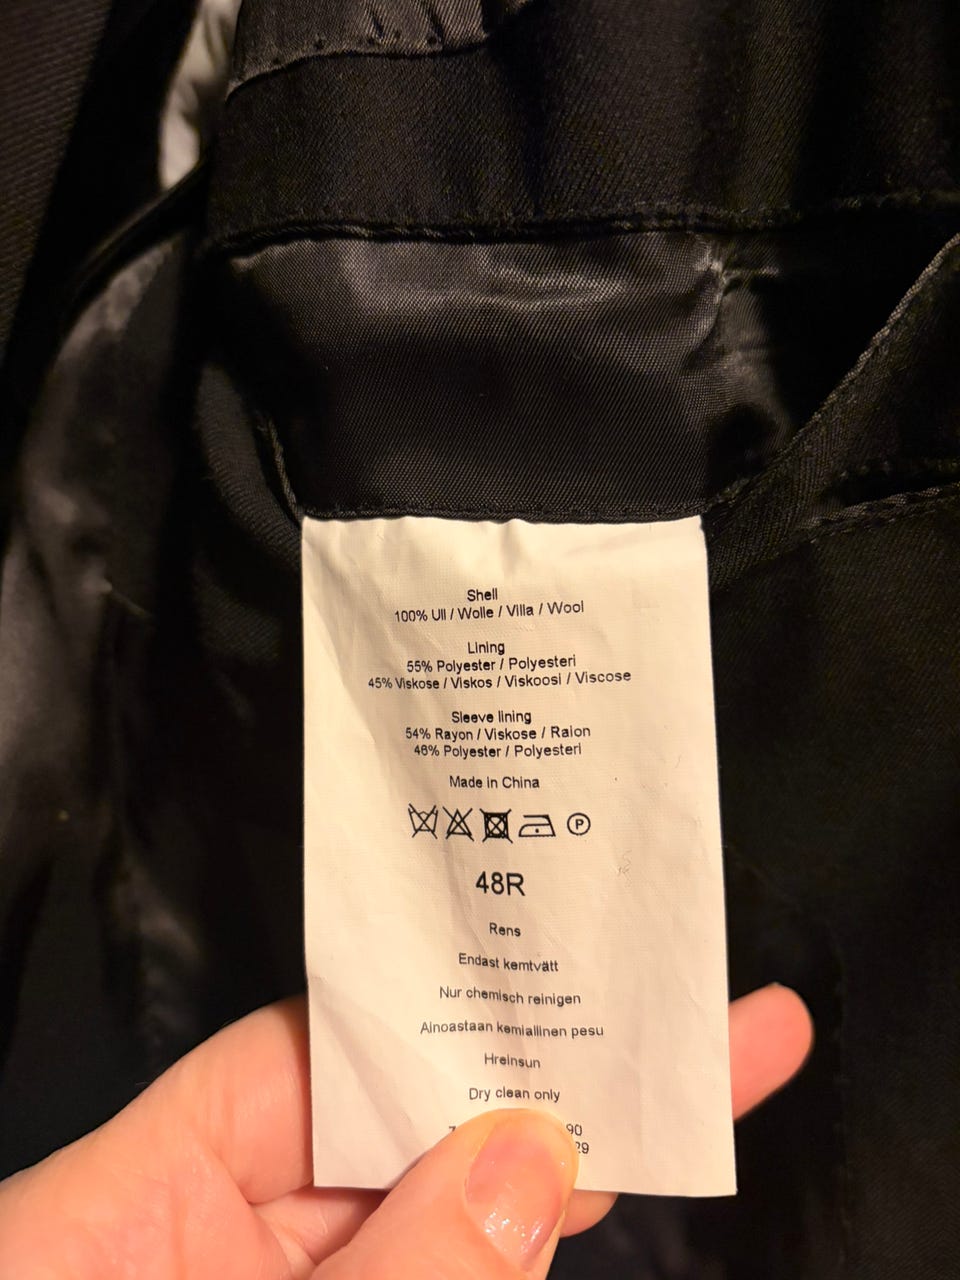 Shell
100% Ull / Wolle / Villa / Wool
Lining
55% Polyester / Polyesteri
45% Viskose / Viskos / Viskoosi / Viscose
Sleeve lining
54% Rayon / Viskose / Raion
46% Polyester / Polyesteri
Made in China
P
48R
Rens
Endast kemtvätt
Nur chemisch reinigen
Ainoastaan kemiallinen pesu
Hreinsun
Dry clean only
90
29